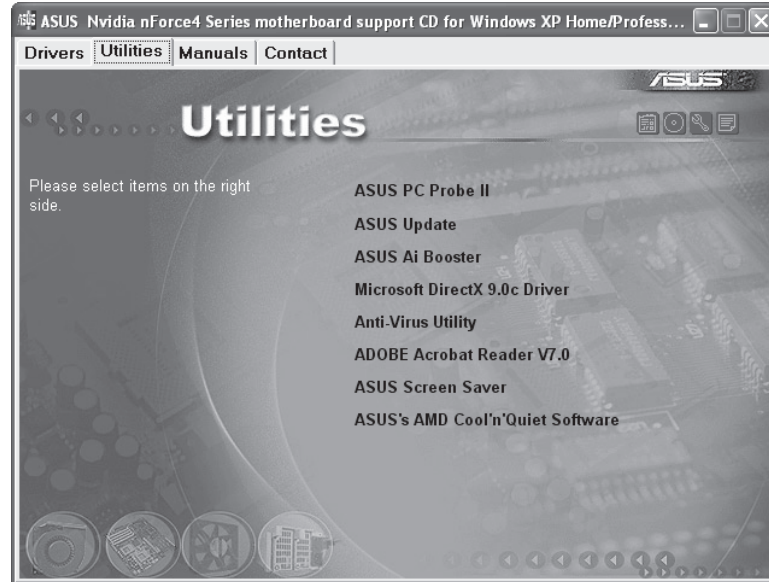 ASUS Nvidia nForce4 Series motherboard support CD for Windows XP Home/Profess...
Drivers Utilities Manuals Contact
ASUS
Utilities
Please select items on the right
side.
ASUS PC Probe II
ASUS Update
ASUS Ai Booster
Microsoft DirectX 9.0c Driver
Anti-Virus Utility
ADOBE Acrobat Reader V7.0
ASUS Screen Saver
ASUS's AMD Cool'n'Quiet Software